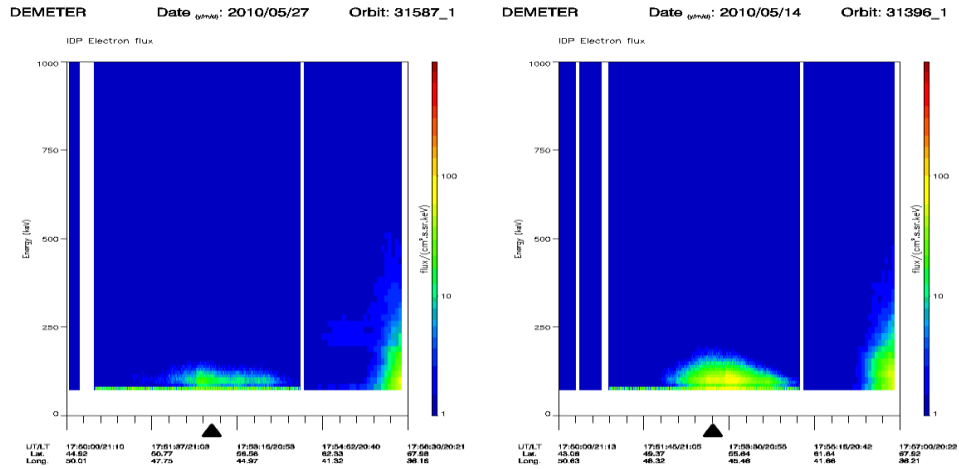 DEMETER Date (y/m/d): 2010/05/27 Orbit: 31587_1
IDP Electron flux
1000
750
500
250
0
Energy (keV)
100
10
1
flux/(cm².s.sr.keV)
UT/LT 17:50:00/21:10 17:51:37/21:03 17:53:15/20:53 17:54:52/20:40 17:56:30/20:21
Lat. 44.92 50.77 56.56 62.33 67.98
Long. 50.01 47.75 44.97 41.32 36.18
DEMETER Date (y/m/d): 2010/05/14 Orbit: 31396_1
IDP Electron flux
1000
750
500
250
0
Energy (keV)
100
10
1
flux/(cm².s.sr.keV)
UT/LT 17:50:00/21:13 17:51:45/21:05 17:53:30/20:55 17:55:15/20:42 17:57:00/20:22
Lat. 43.08 49.37 55.64 61.84 67.92
Long. 50.63 48.32 45.46 41.66 36.21